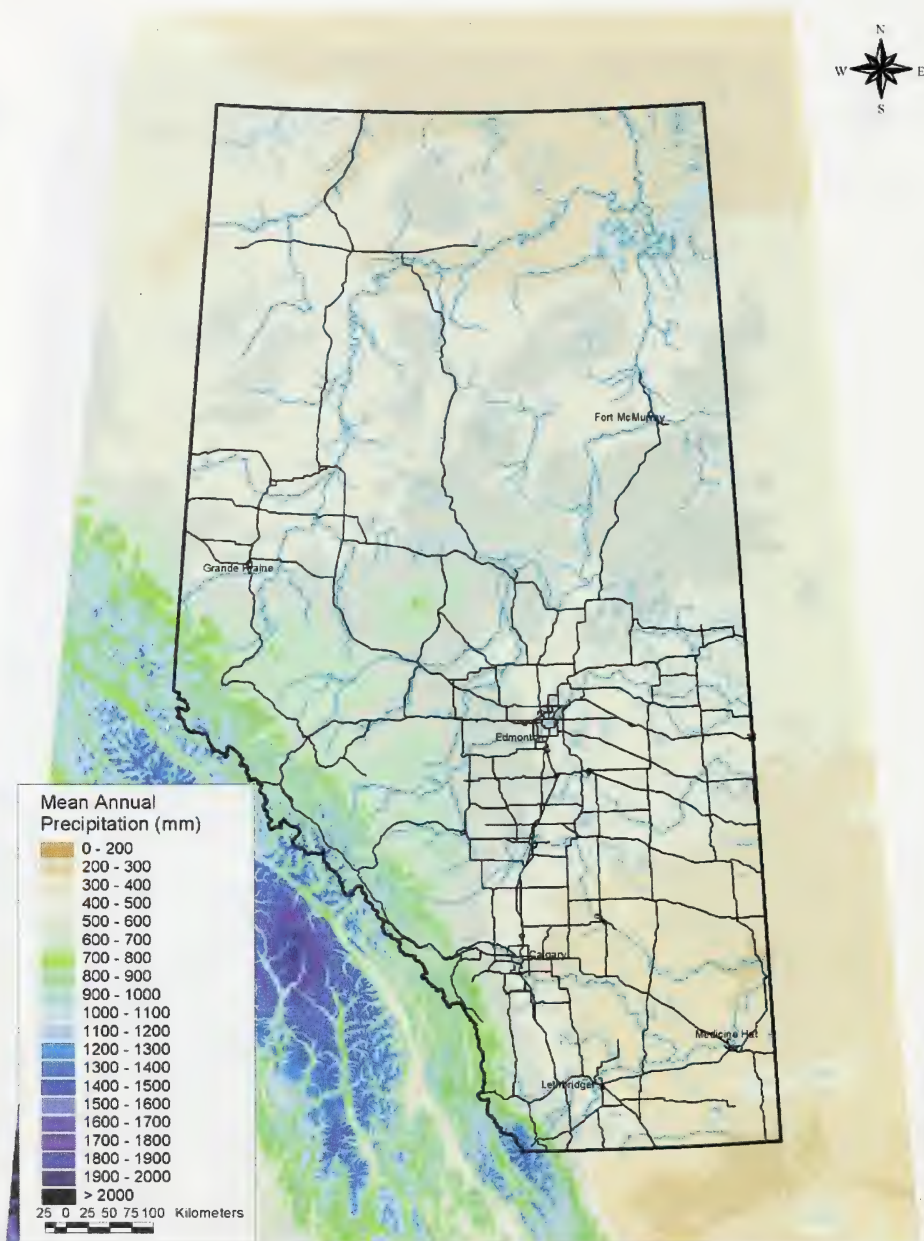 N
W E
S
Fort McMurray
Grande Prairie
Edmonton
Calgary
Medicine Hat
Lethbridge
Mean Annual
Precipitation (mm)
0 - 200
200 - 300
300 - 400
400 - 500
500 - 600
600 - 700
700 - 800
800 - 900
900 - 1000
1000 - 1100
1100 - 1200
1200 - 1300
1300 - 1400
1400 - 1500
1500 - 1600
1600 - 1700
1700 - 1800
1800 - 1900
1900 - 2000
> 2000
25 0 25 50 75 100 Kilometers